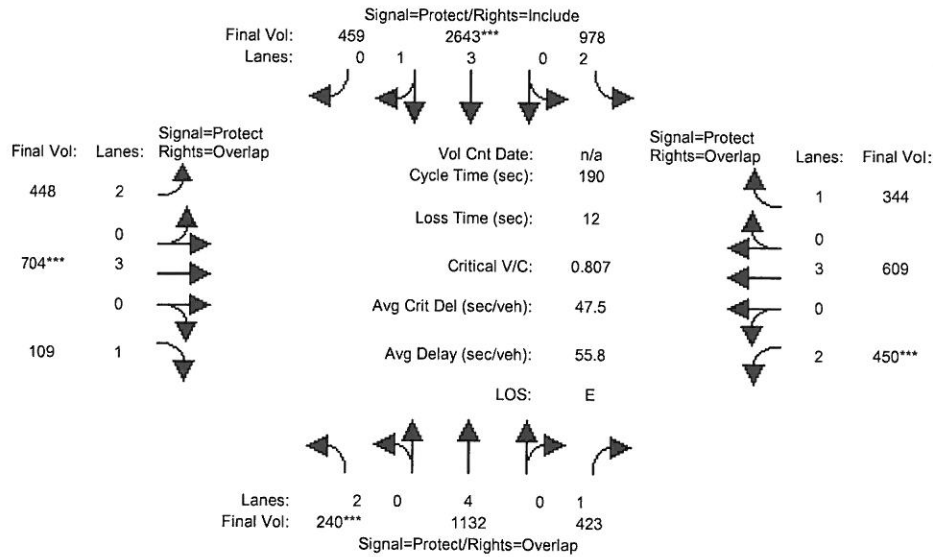 Signal=Protect/Rights=Include
Final Vol: 459 2643*** 978
Lanes: 0 1 3 0 2
Signal=Protect
Final Vol: Lanes: Rights=Overlap
Signal=Protect
Rights=Overlap Lanes: Final Vol:
Vol Cnt Date: n/a
Cycle Time (sec): 190
448 2
1 344
Loss Time (sec): 12
0
0
704*** 3
Critical V/C: 0.807
3 609
0
Avg Crit Del (sec/veh): 47.5
0
109 1
Avg Delay (sec/veh): 55.8
2 450***
LOS: E
Lanes: 2 0 4 0 1
Final Vol: 240*** 1132 423
Signal=Protect/Rights=Overlap